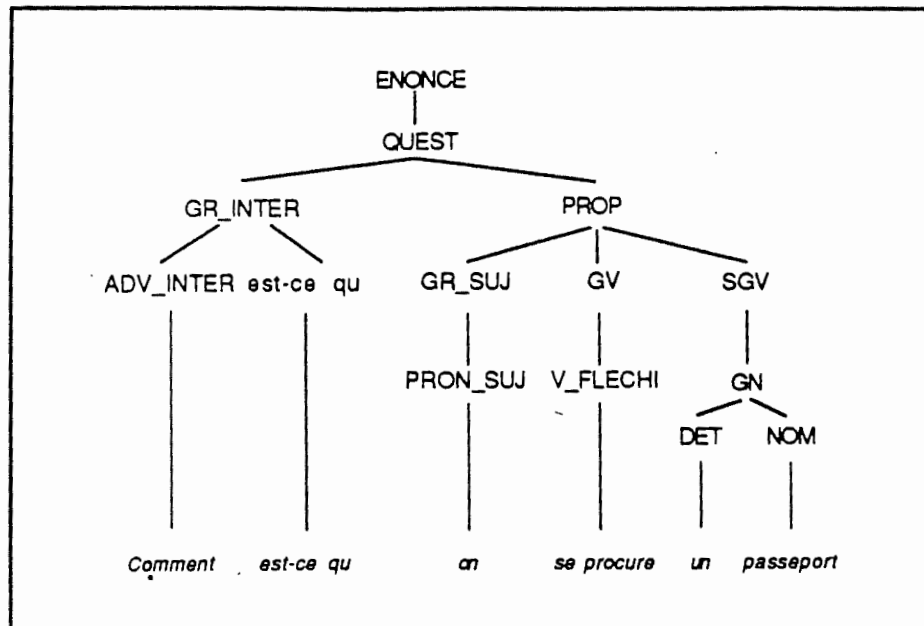 ENONCE
QUEST
GR_INTER PROP
ADV_INTER est-ce qu GR_SUJ GV SGV
PRON_SUJ V_FLECHI GN
DET NOM
Comment est-ce qu on se procure un passeport